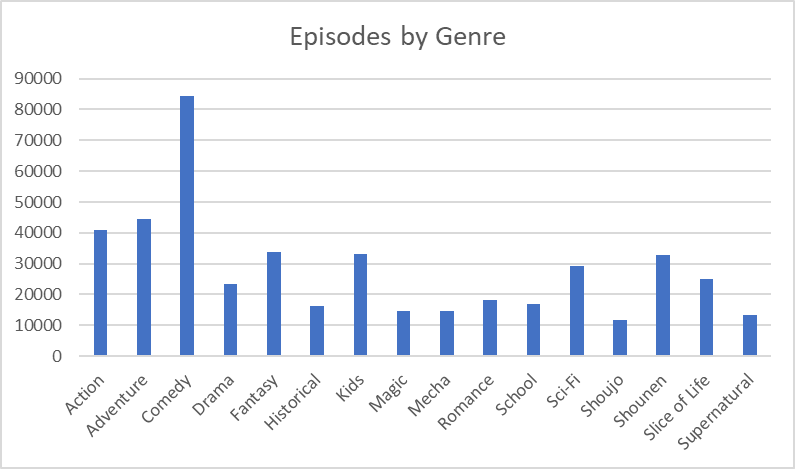 Episodes by Genre
90000
80000
70000
60000
50000
40000
30000
20000
10000
0
Action
Adventure
Comedy
Drama
Fantasy
Historical
Kids
Magic
Mecha
Romance
School
Sci-Fi
Shoujo
Shounen
Slice of Life
Supernatural